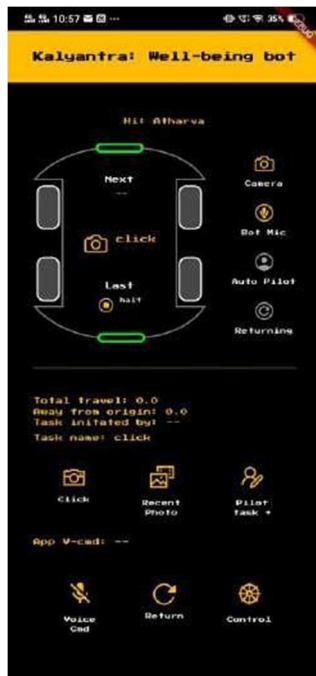 10:57
35%
Kalyantra: Well-being bot
Hi! Atharva
Next
--
Camera
click
Bot Mic
Last
halt
Auto Pilot
Returning
Total travel: 0.0
Away from origin: 0.0
Task initated by: --
Task name: click
Click
Recent
Photo
Pilot
task +
App V-cmd: --
Voice
Cmd
Return
Control